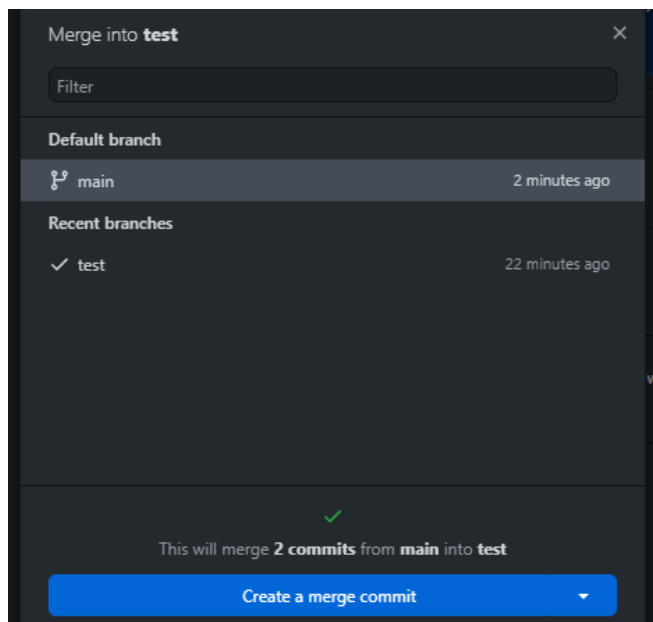 Merge into test
Filter
Default branch
main 2 minutes ago
Recent branches
test 22 minutes ago
This will merge 2 commits from main into test
Create a merge commit